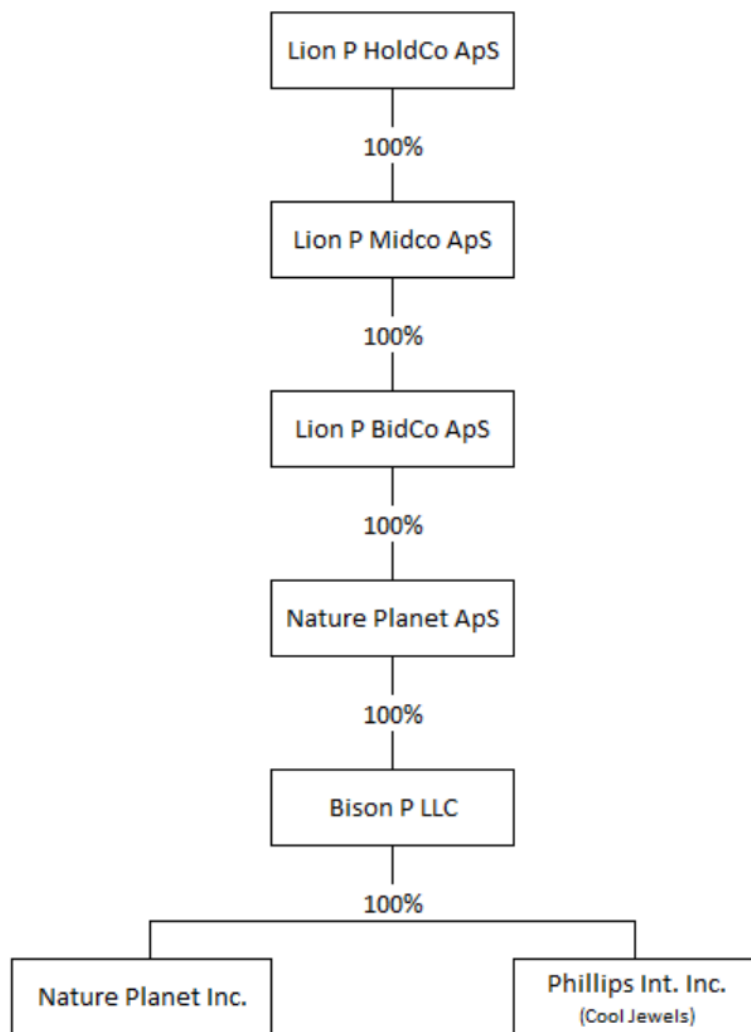 Lion P HoldCo ApS
100%
Lion P Midco ApS
100%
Lion P BidCo ApS
100%
Nature Planet ApS
100%
Bison P LLC
100%
Nature Planet Inc.
Phillips Int. Inc.
(Cool Jewels)